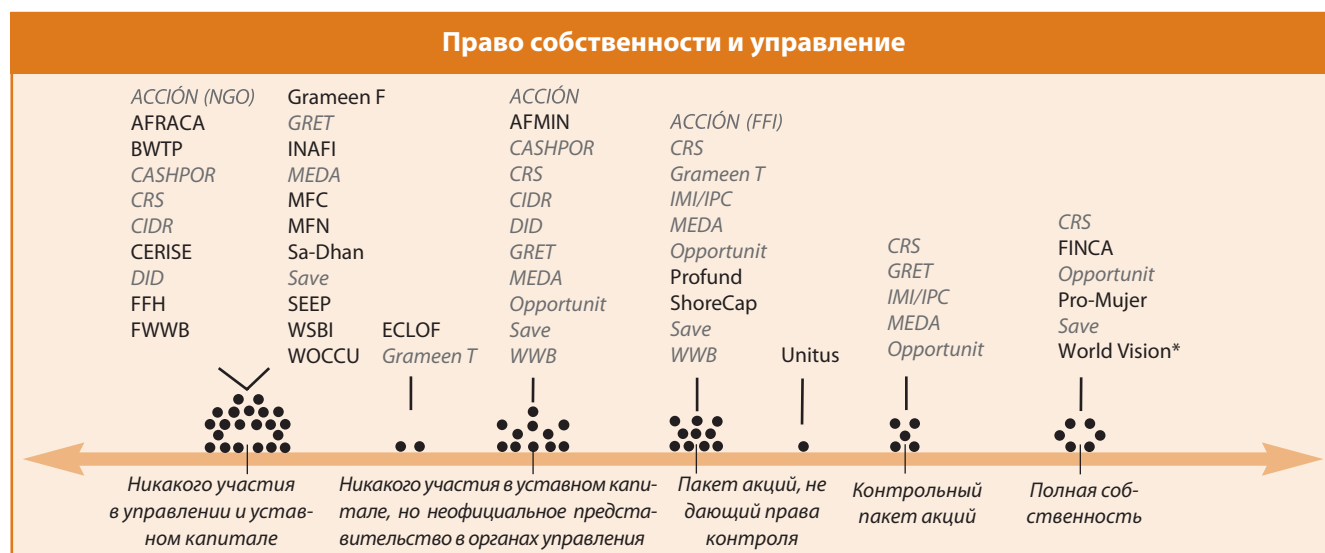 Право собственности и управление
ACCIÓN (NGO)
AFRACA
BWTP
CASHPOR
CRS
CIDR
CERISE
DID
FFH
FWWB
Grameen F
GRET
INAFI
MEDA
MFC
MFN
Sa-Dhan
Save
SEEP
WSBI
WOCCU
ECLOF
Grameen T
ACCIÓN
AFMIN
CASHPOR
CRS
CIDR
DID
GRET
MEDA
Opportunit
Save
WWB
ACCIÓN (FFI)
CRS
Grameen T
IMI/IPC
MEDA
Opportunit
Profund
ShoreCap
Save
WWB
Unitus
CRS
GRET
IMI/IPC
MEDA
Opportunit
CRS
FINCA
Opportunit
Pro-Mujer
Save
World Vision*
Никакого участия
в управлении и устав-
ном капитале
Никакого участия в уставном капи-
тале, но неофициальное предста-
вительство в органах управления
Пакет акций, не
дающий права
контроля
Контрольный
пакет акций
Полная соб-
ственность